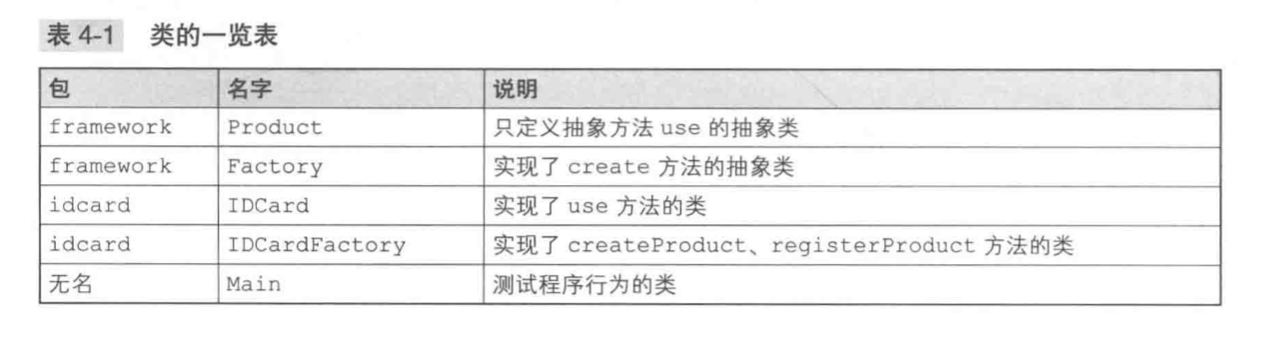 表 4-1 类的一览表
包 名字 说明
framework Product 只定义抽象方法 use 的抽象类
framework Factory 实现了 create 方法的抽象类
idcard IDCard 实现了 use 方法的类
idcard IDCardFactory 实现了 createProduct、registerProduct 方法的类
无名 Main 测试程序行为的类